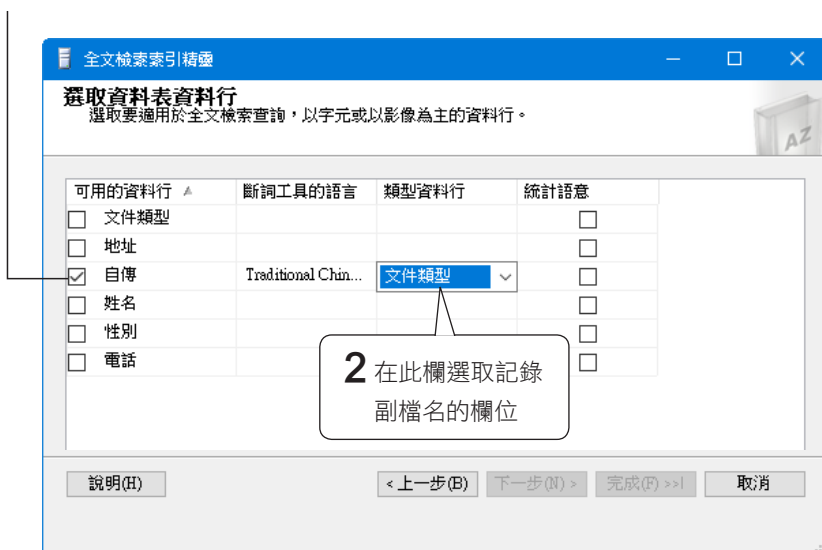 全文檢索索引精靈
選取資料表資料行
選取要適用於全文檢索查詢，以字元或以影像為主的資料行。
AZ
可用的資料行 斷詞工具的語言 類型資料行 統計語意
文件類型
地址
自傳 Traditional Chin... 文件類型
姓名
性別
電話
2 在此欄選取記錄
副檔名的欄位
說明(H) <上一步(B) 下一步(N) > 完成(F) >>| 取消